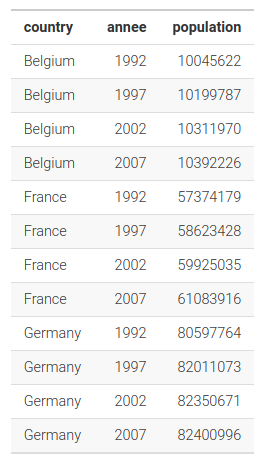 country annee population
Belgium 1992 10045622
Belgium 1997 10199787
Belgium 2002 10311970
Belgium 2007 10392226
France 1992 57374179
France 1997 58623428
France 2002 59925035
France 2007 61083916
Germany 1992 80597764
Germany 1997 82011073
Germany 2002 82350671
Germany 2007 82400996